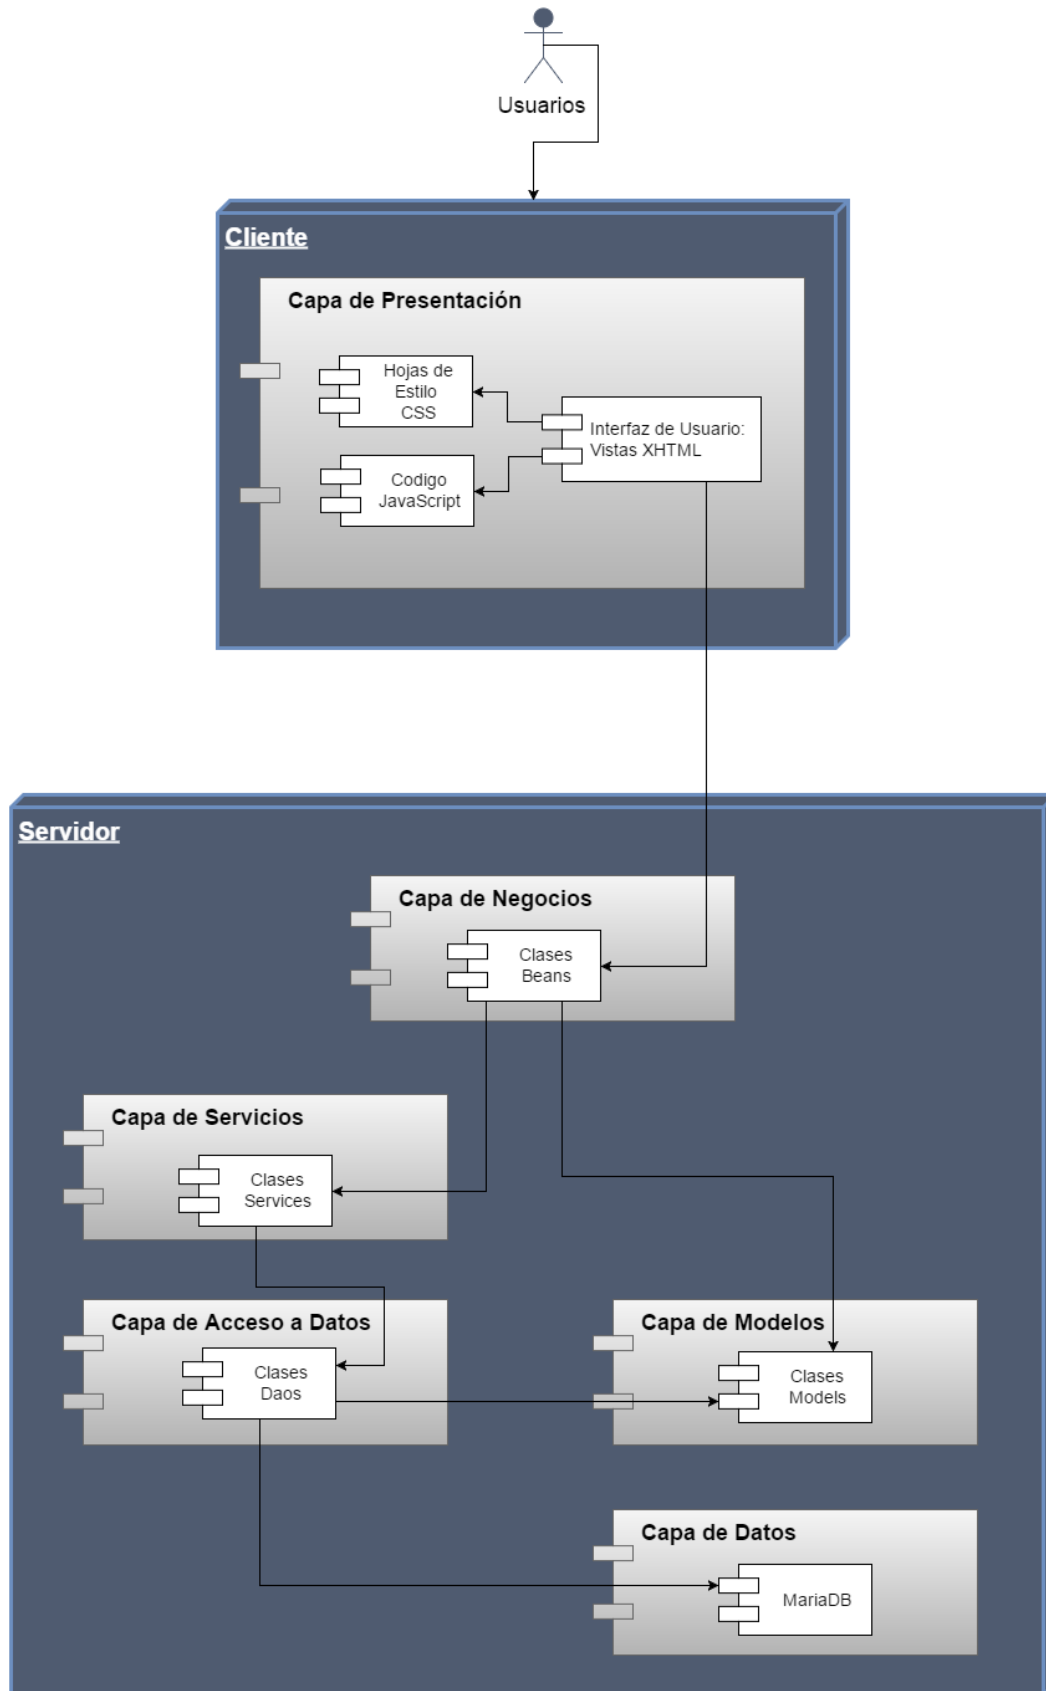 Usuarios
Cliente
Capa de Presentación
Hojas de
Estilo
CSS
Interfaz de Usuario:
Vistas XHTML
Codigo
JavaScript
Servidor
Capa de Negocios
Clases
Beans
Capa de Servicios
Clases
Services
Capa de Acceso a Datos
Clases
Daos
Capa de Modelos
Clases
Models
Capa de Datos
MariaDB